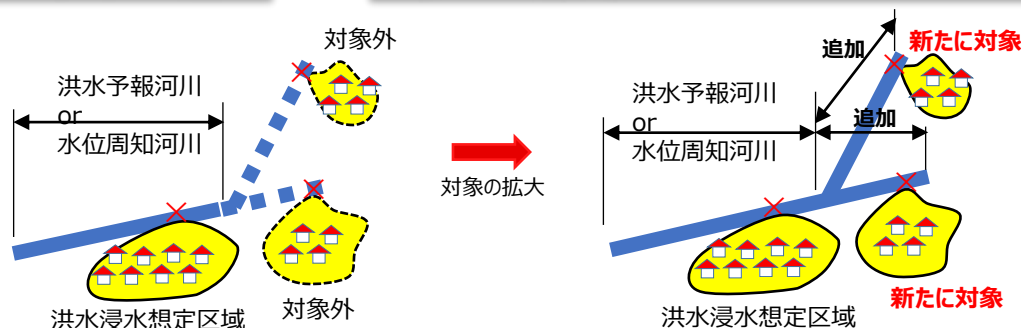 対象外
洪水予報河川
or
水位周知河川
対象外
洪水浸水想定区域
対象の拡大
追加
新たに対象
洪水予報河川
or
水位周知河川
追加
新たに対象
洪水浸水想定区域